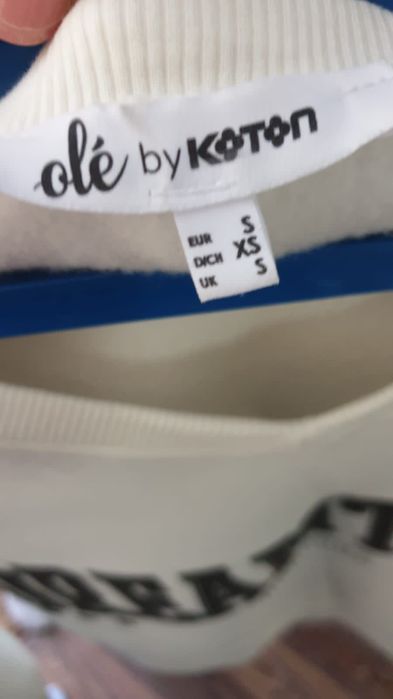 olé by KOTON
EUR S
D/CH XS
UK S